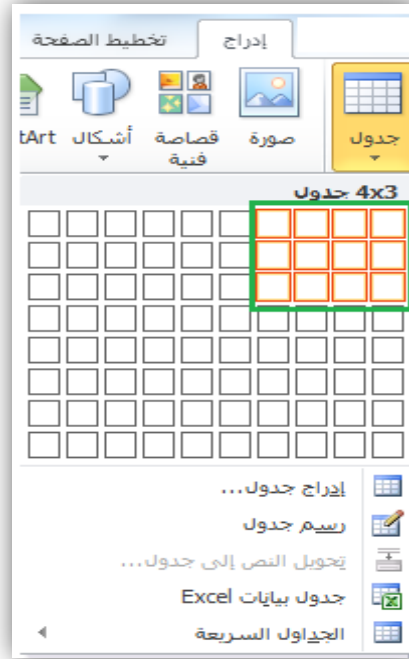 إدراج تخطيط الصفحة
جدول صورة قصاصة فنية أشكال tArt
4x3 جدول
إدراج جدول...
رسم جدول
تحويل النص إلى جدول...
جدول بيانات Excel
الجداول السريعة